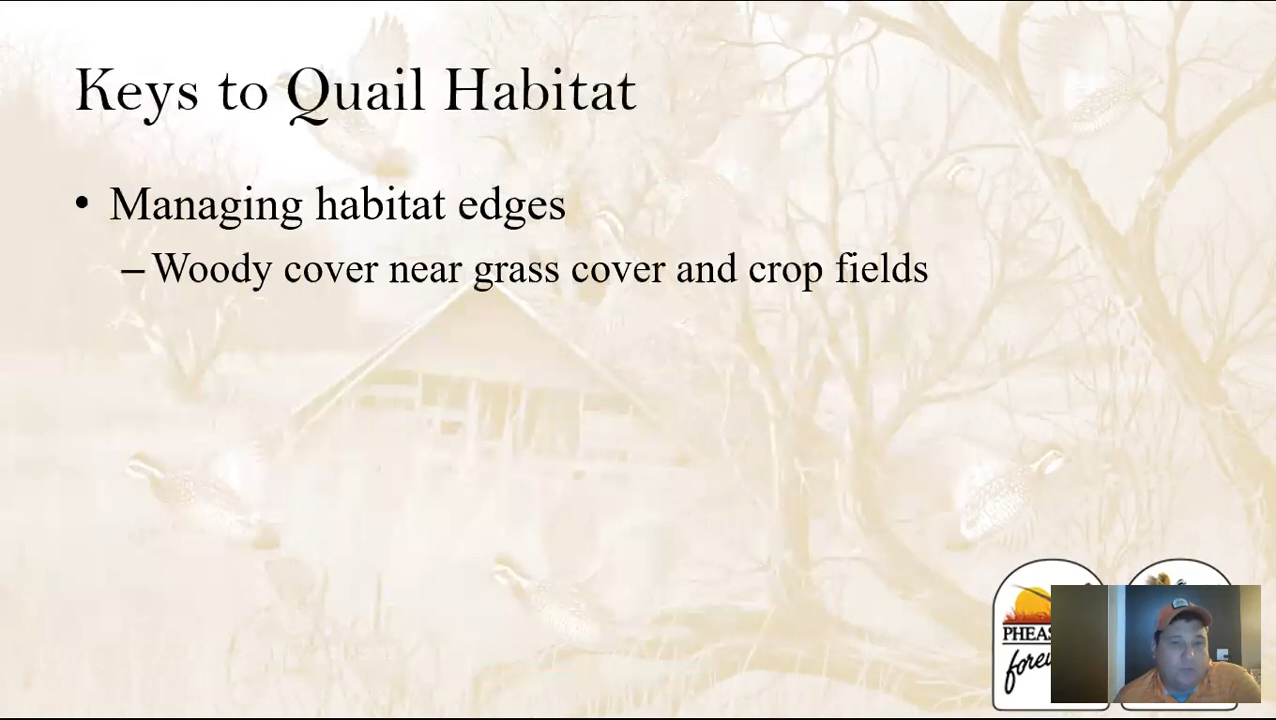 Keys to Quail Habitat
• Managing habitat edges
– Woody cover near grass cover and crop fields